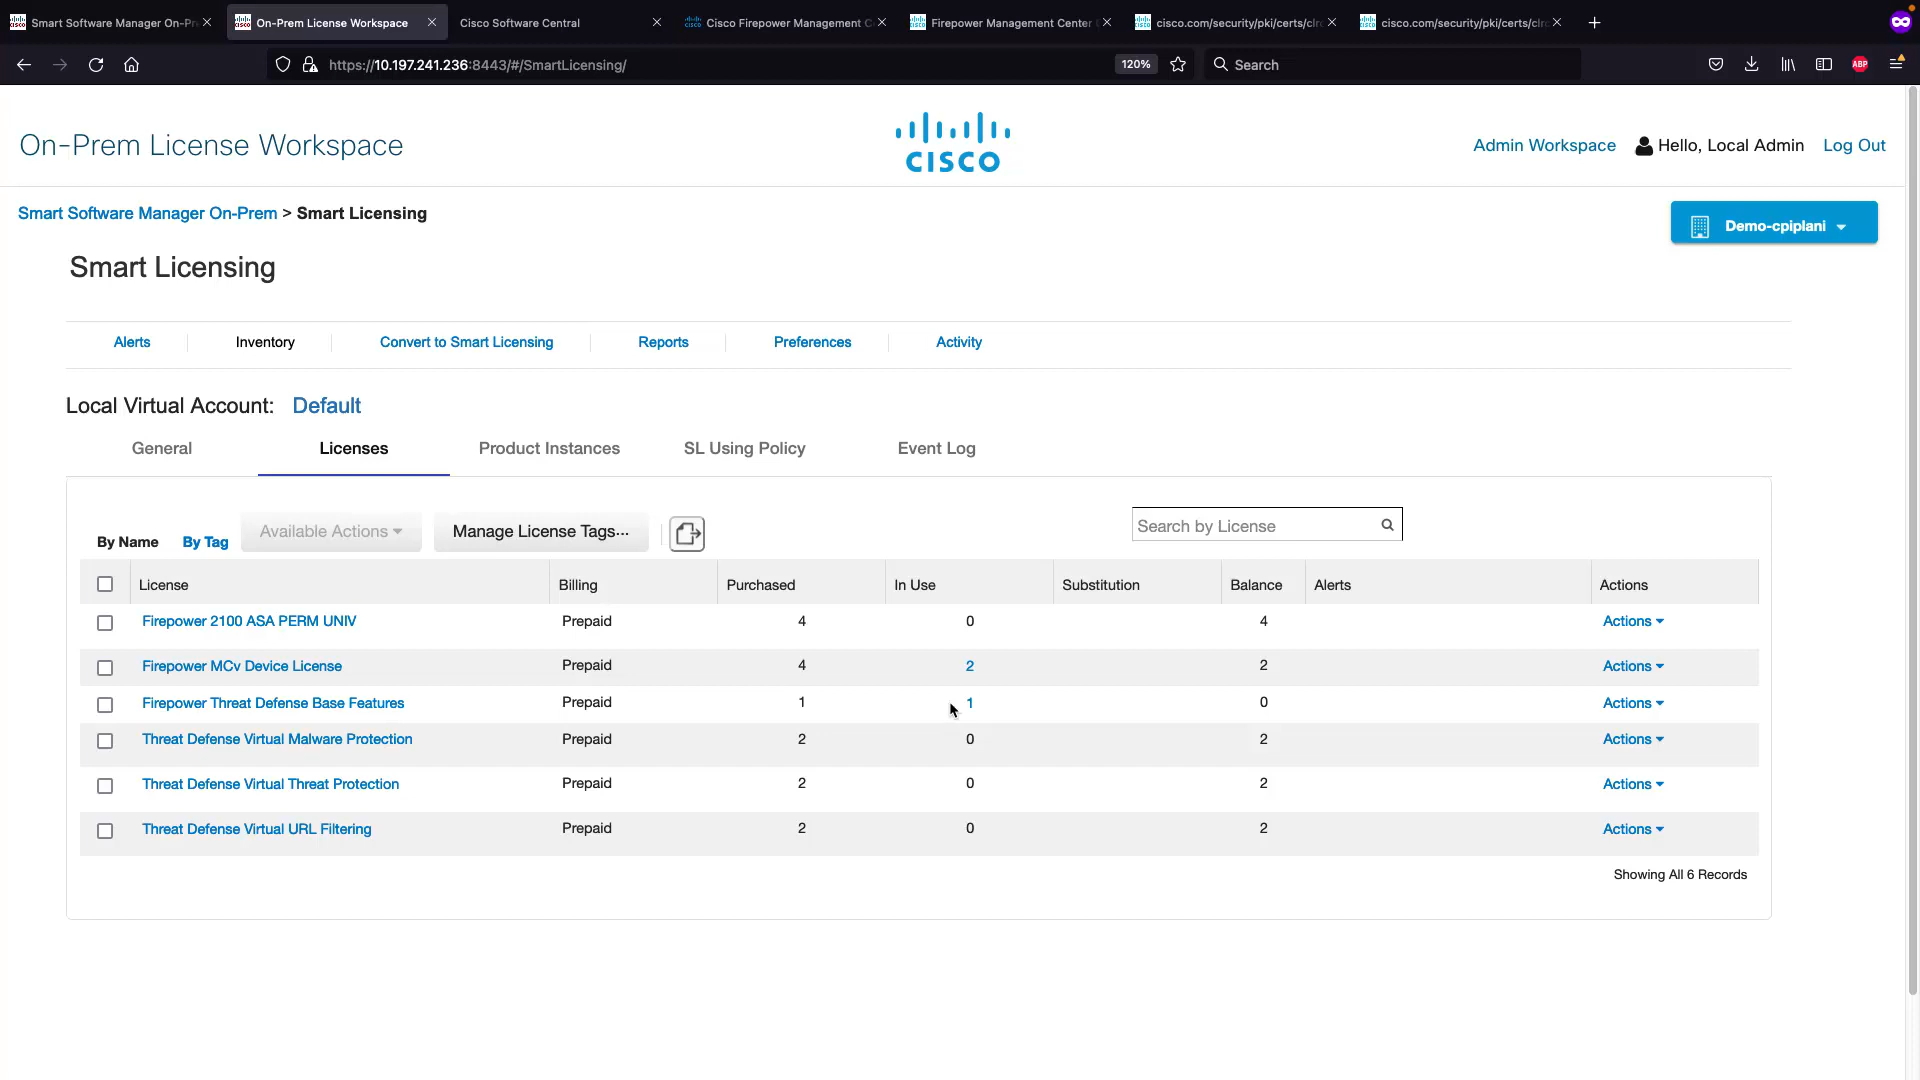 Smart Software Manager On-Pr
On-Prem License Workspace
Cisco Software Central
Cisco Firepower Management C
Firepower Management Center
cisco.com/security/pki/certs/clrc
cisco.com/security/pki/certs/clrc
https://10.197.241.236:8443/#/SmartLicensing/
120%
Search
ABP
On-Prem License Workspace
CISCO
Admin Workspace
Hello, Local Admin
Log Out
Smart Software Manager On-Prem > Smart Licensing
Demo-cpiplani
Smart Licensing
Alerts
Inventory
Convert to Smart Licensing
Reports
Preferences
Activity
Local Virtual Account: Default
General
Licenses
Product Instances
SL Using Policy
Event Log
By Name
By Tag
Available Actions
Manage License Tags...
Search by License
License Billing Purchased In Use Substitution Balance Alerts Actions
Firepower 2100 ASA PERM UNIV Prepaid 4 0 4 Actions
Firepower MCv Device License Prepaid 4 2 2 Actions
Firepower Threat Defense Base Features Prepaid 1 1 0 Actions
Threat Defense Virtual Malware Protection Prepaid 2 0 2 Actions
Threat Defense Virtual Threat Protection Prepaid 2 0 2 Actions
Threat Defense Virtual URL Filtering Prepaid 2 0 2 Actions
Showing All 6 Records